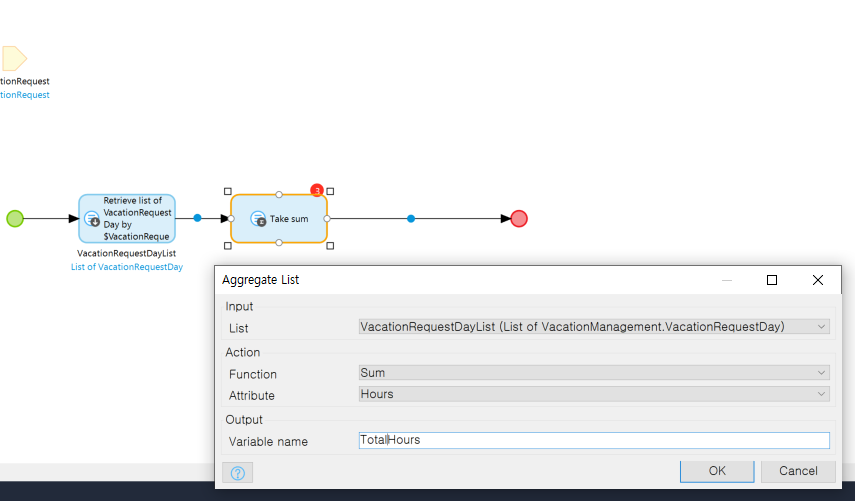 tionRequest
tionRequest
Retrieve list of
VacationRequest
Day by
$VacationReque
VacationRequestDayList
List of VacationRequestDay
3
Take sum
Aggregate List
Input
List
VacationRequestDayList (List of VacationManagement.VacationRequestDay)
Action
Function
Sum
Attribute
Hours
Output
Variable name
TotalHours
?
OK
Cancel